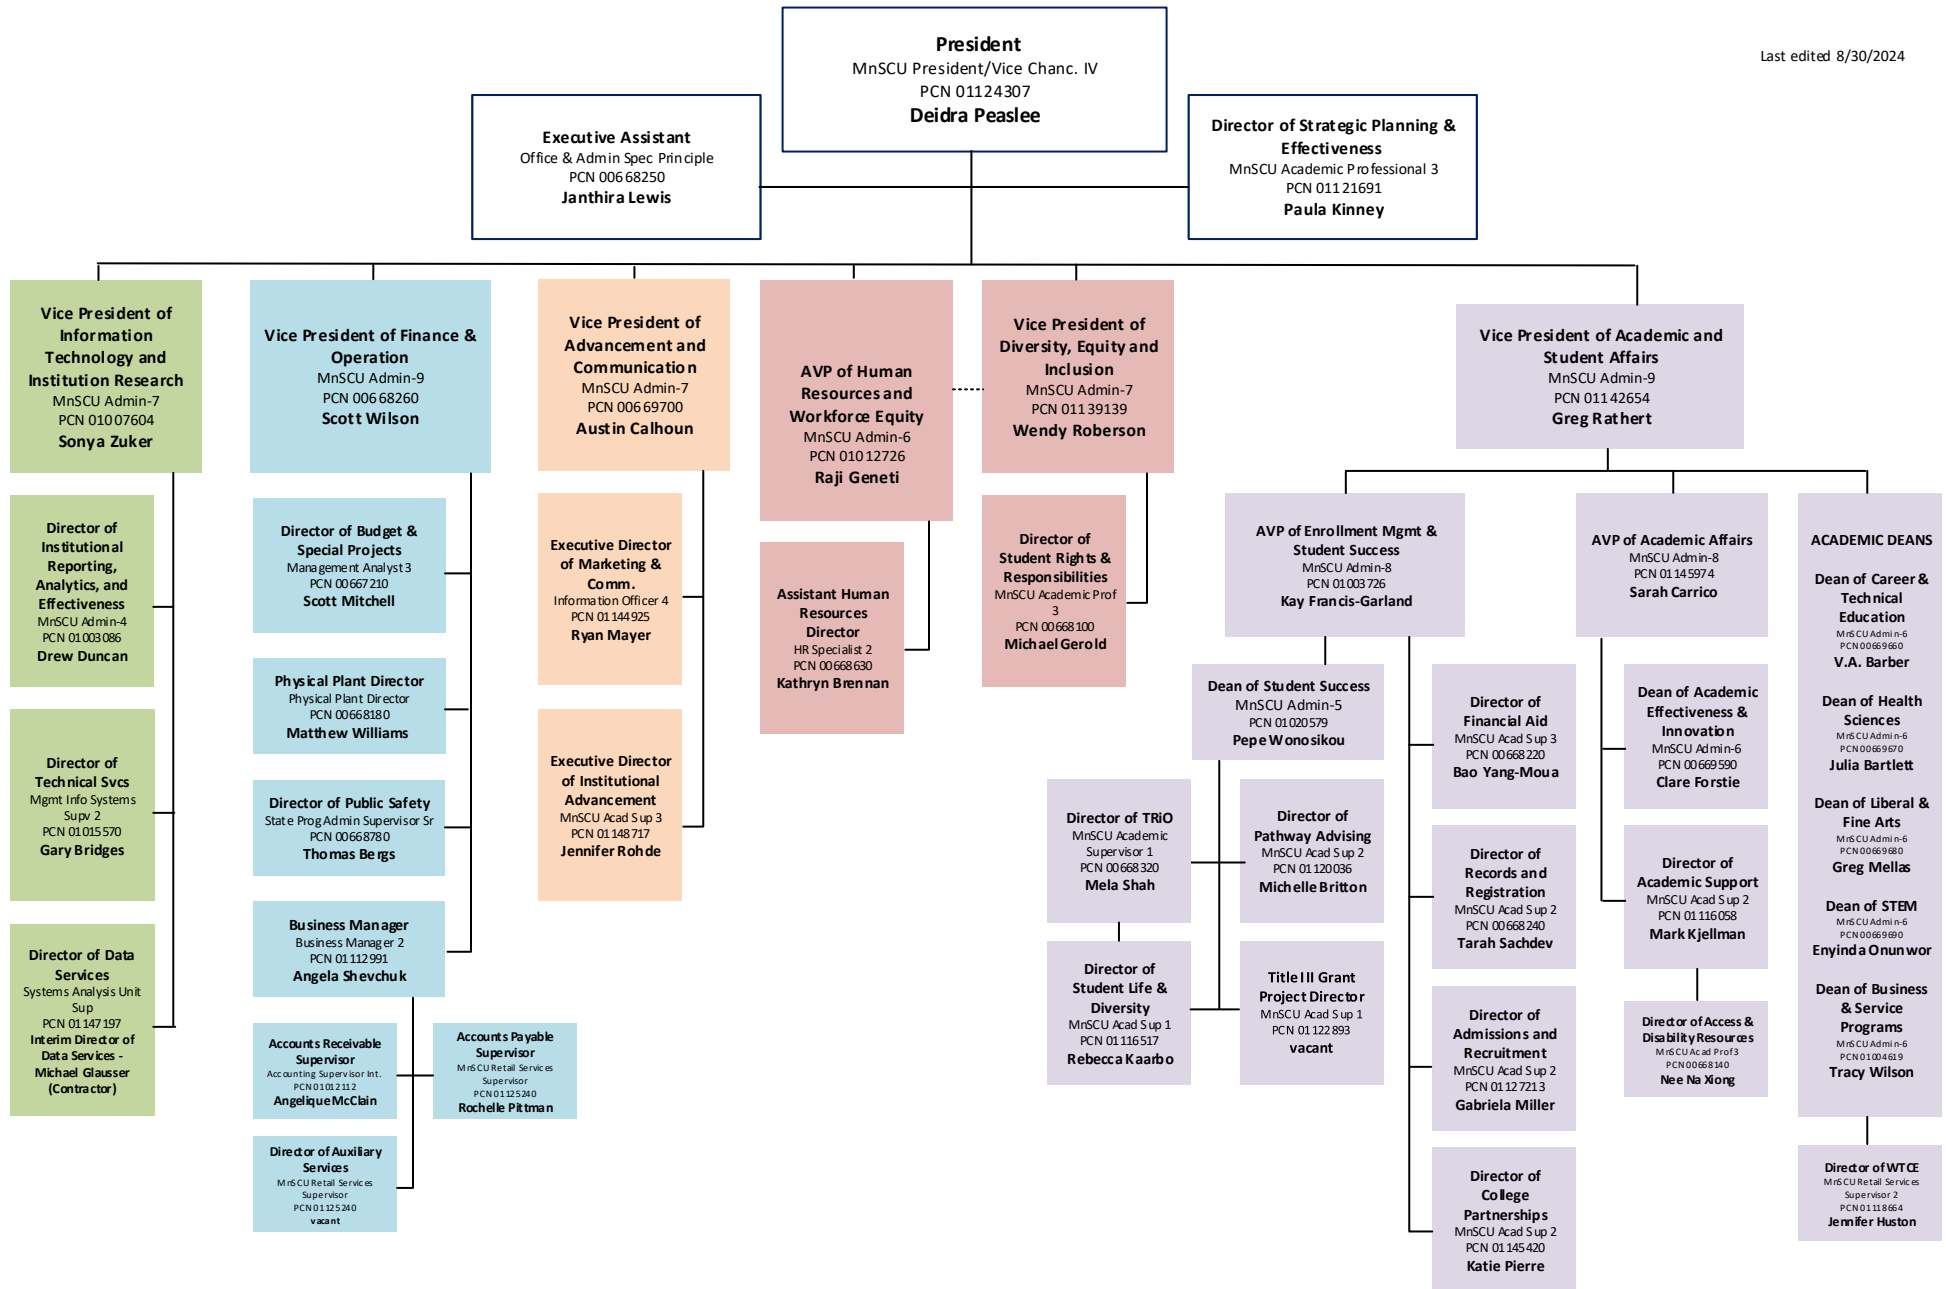 President
MnSCU President/Vice Chanc. IV
PCN 01124307
Deidra Peaslee
Last edited 8/30/2024
Executive Assistant
Office & Admin Spec Principle
PCN 00668250
Janthira Lewis
Director of Strategic Planning &
Effectiveness
MnSCU Academic Professional 3
PCN 01121691
Paula Kinney
Vice President of
Information
Technology and
Institution Research
MnSCU Admin-7
PCN 01007604
Sonya Zuker
Director of
Institutional
Reporting,
Analytics, and
Effectiveness
MnSCU Admin-4
PCN 01003086
Drew Duncan
Director of
Technical Svcs
Mgmt Info Systems
Supv 2
PCN 01015570
Gary Bridges
Director of Data
Services
Systems Analysis Unit
Sup
PCN 01147197
Interim Director of
Data Services -
Michael Glausser
(Contractor)
Vice President of Finance &
Operation
MnSCU Admin-9
PCN 00668260
Scott Wilson
Director of Budget &
Special Projects
Management Analyst 3
PCN 00667210
Scott Mitchell
Physical Plant Director
Physical Plant Director
PCN 00668180
Matthew Williams
Director of Public Safety
State Prog Admin Supervisor Sr
PCN 00668780
Thomas Bergs
Business Manager
Business Manager 2
PCN 01112991
Angela Shevchuk
Accounts Receivable
Supervisor
Accounting Supervisor Int.
PCN 01012112
Angelique McClain
Accounts Payable
Supervisor
MnSCU Retail Services
Supervisor
PCN 01125240
Rochelle Pittman
Director of Auxiliary
Services
MnSCU Retail Services
Supervisor
PCN 01125240
vacant
Vice President of
Advancement and
Communication
MnSCU Admin-7
PCN 00669700
Austin Calhoun
Executive Director
of Marketing &
Comm.
Information Officer 4
PCN 01144925
Ryan Mayer
Executive Director
of Institutional
Advancement
MnSCU Acad Sup 3
PCN 01148717
Jennifer Rohde
AVP of Human
Resources and
Workforce Equity
MnSCU Admin-6
PCN 01012726
Raji Geneti
Assistant Human
Resources
Director
HR Specialist 2
PCN 00668630
Kathryn Brennan
Vice President of
Diversity, Equity and
Inclusion
MnSCU Admin-7
PCN 01139139
Wendy Roberson
Director of
Student Rights &
Responsibilities
MnSCU Academic Prof
3
PCN 00668100
Michael Gerold
Vice President of Academic and
Student Affairs
MnSCU Admin-9
PCN 01142654
Greg Rathert
AVP of Enrollment Mgmt &
Student Success
MnSCU Admin-8
PCN 01003726
Kay Francis-Garland
Dean of Student Success
MnSCU Admin-5
PCN 01020579
Pepe Wonosikou
Director of TRiO
MnSCU Academic
Supervisor 1
PCN 00668320
Mela Shah
Director of
Pathway Advising
MnSCU Acad Sup 2
PCN 01120036
Michelle Britton
Director of
Student Life &
Diversity
MnSCU Acad Sup 1
PCN 01116517
Rebecca Kaarbo
Title III Grant
Project Director
MnSCU Acad Sup 1
PCN 01122893
vacant
Director of
Financial Aid
MnSCU Acad Sup 3
PCN 00668220
Bao Yang-Moua
Director of
Records and
Registration
MnSCU Acad Sup 2
PCN 00668240
Tarah Sachdev
Director of
Admissions and
Recruitment
MnSCU Acad Sup 2
PCN 01127213
Gabriela Miller
Director of
College
Partnerships
MnSCU Acad Sup 2
PCN 01145420
Katie Pierre
AVP of Academic Affairs
MnSCU Admin-8
PCN 01145974
Sarah Carrico
Dean of Academic
Effectiveness &
Innovation
MnSCU Admin-6
PCN 00669590
Clare Forstie
Director of
Academic Support
MnSCU Acad Sup 2
PCN 01116058
Mark Kjellman
Director of Access &
Disability Resources
MnSCU Acad Prof 3
PCN 00668140
Nee Na Xiong
ACADEMIC DEANS
Dean of Career &
Technical
Education
MnSCU Admin-6
PCN 00669660
V.A. Barber
Dean of Health
Sciences
MnSCU Admin-6
PCN 00669670
Julia Bartlett
Dean of Liberal &
Fine Arts
MnSCU Admin-6
PCN 00669680
Greg Mellas
Dean of STEM
MnSCU Admin-6
PCN 00669690
Enyinda Onunwor
Dean of Business
& Service
Programs
MnSCU Admin-6
PCN 01004619
Tracy Wilson
Director of WTCE
MnSCU Retail Services
Supervisor 2
PCN 01118664
Jennifer Huston